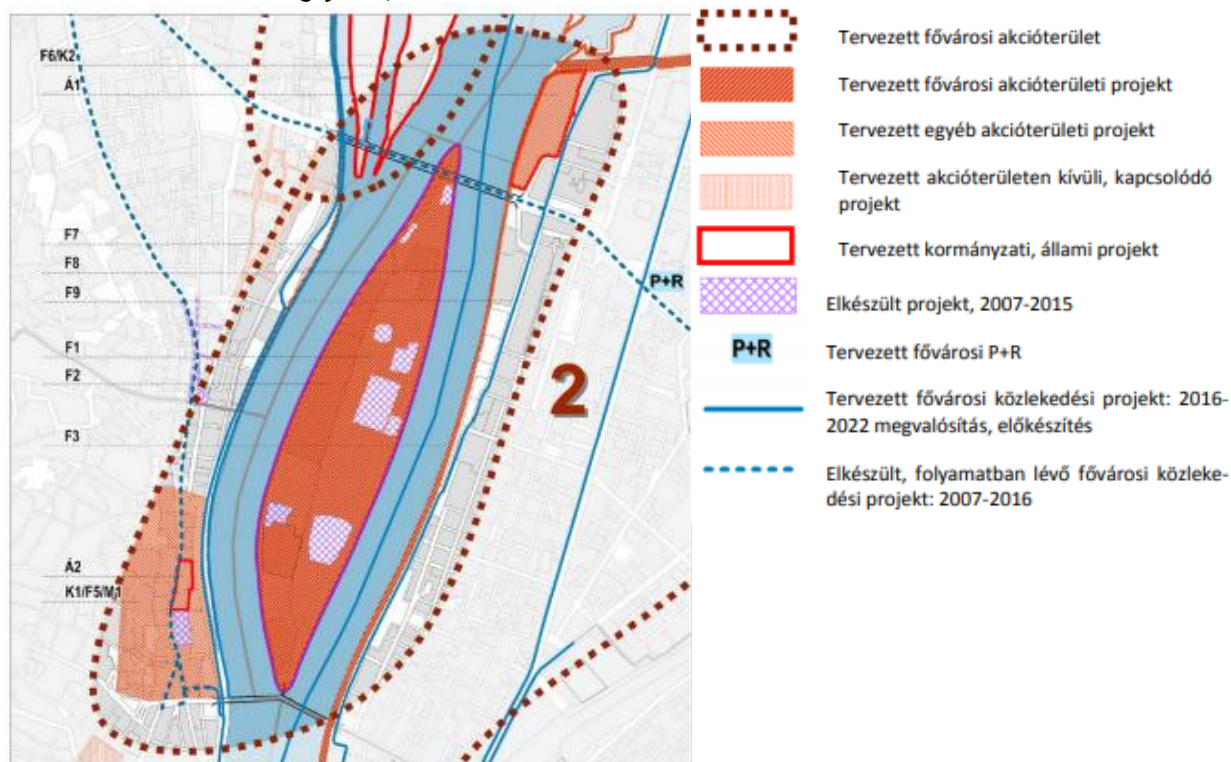 F6/K2
Á1
F7
F8
F9
F1
F2
F3
Á2
K1/F5/M1
P+R
2
Tervezett fővárosi akcióterület
Tervezett fővárosi akcióterületi projekt
Tervezett egyéb akcióterületi projekt
Tervezett akcióterületen kívüli, kapcsolódó
projekt
Tervezett kormányzati, állami projekt
Elkészült projekt, 2007-2015
P+R
Tervezett fővárosi P+R
Tervezett fővárosi közlekedési projekt: 2016-
2022 megvalósítás, előkészítés
Elkészült, folyamatban lévő fővárosi közleke-
dési projekt: 2007-2016